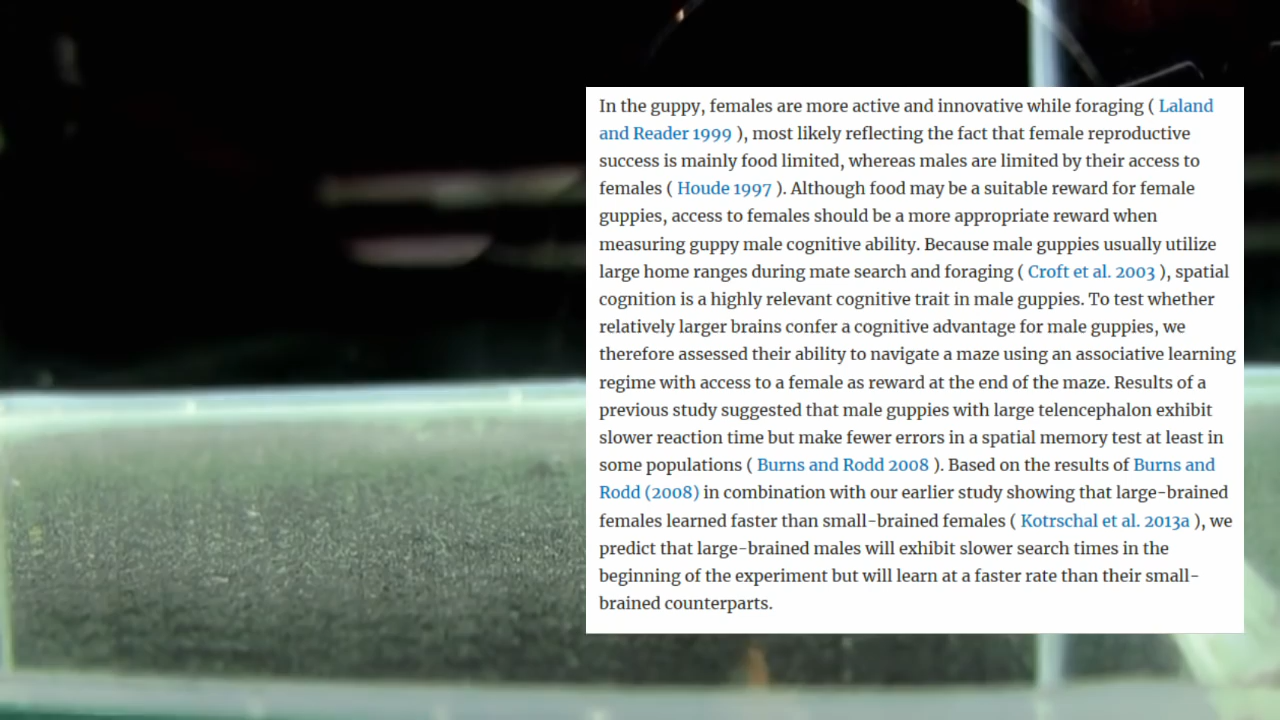 In the guppy, females are more active and innovative while foraging ( Laland
and Reader 1999 ), most likely reflecting the fact that female reproductive
success is mainly food limited, whereas males are limited by their access to
females ( Houde 1997 ). Although food may be a suitable reward for female
guppies, access to females should be a more appropriate reward when
measuring guppy male cognitive ability. Because male guppies usually utilize
large home ranges during mate search and foraging ( Croft et al. 2003 ), spatial
cognition is a highly relevant cognitive trait in male guppies. To test whether
relatively larger brains confer a cognitive advantage for male guppies, we
therefore assessed their ability to navigate a maze using an associative learning
regime with access to a female as reward at the end of the maze. Results of a
previous study suggested that male guppies with large telencephalon exhibit
slower reaction time but make fewer errors in a spatial memory test at least in
some populations ( Burns and Rodd 2008 ). Based on the results of Burns and
Rodd (2008) in combination with our earlier study showing that large-brained
females learned faster than small-brained females ( Kotrschal et al. 2013a ), we
predict that large-brained males will exhibit slower search times in the
beginning of the experiment but will learn at a faster rate than their small-
brained counterparts.